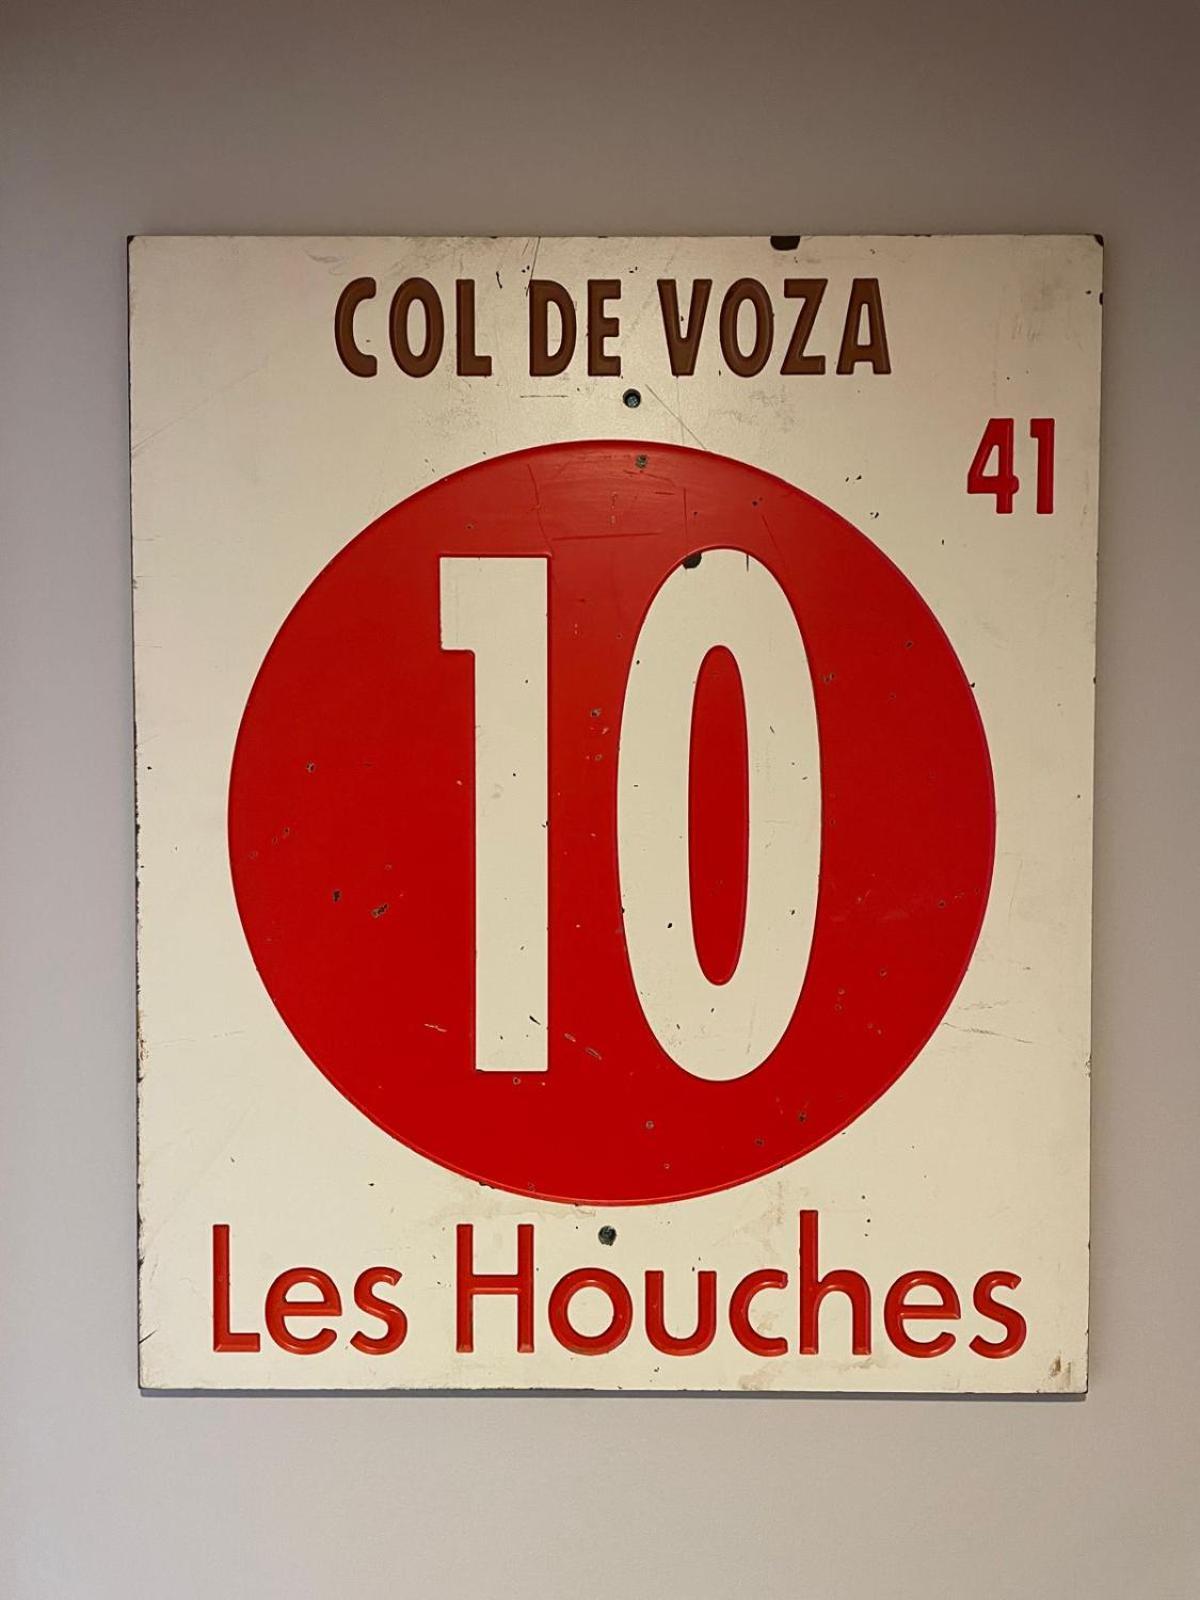 COL DE VOZA
41
10
Les Houches